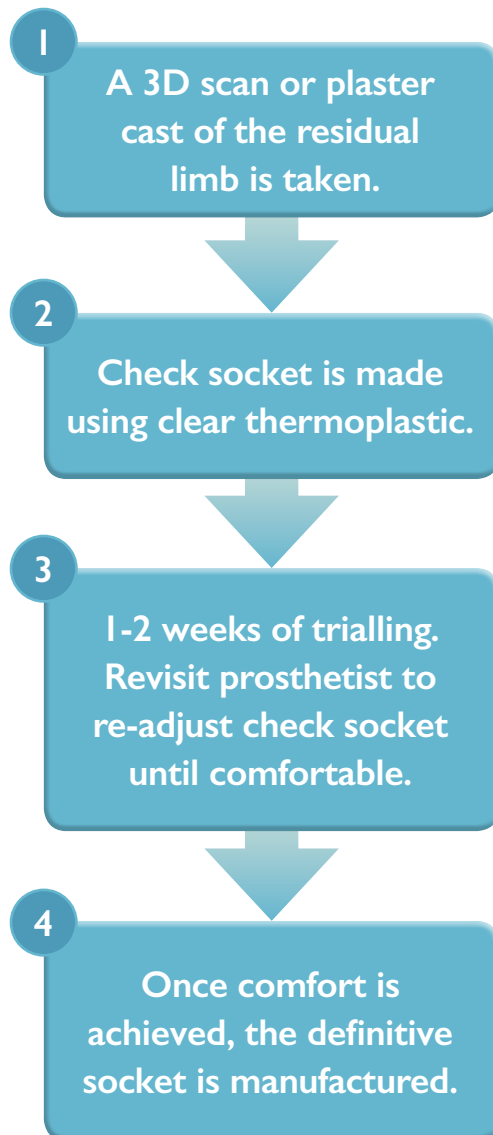 1
A 3D scan or plaster
cast of the residual
limb is taken.
2
Check socket is made
using clear thermoplastic.
3
1-2 weeks of trialling.
Revisit prosthetist to
re-adjust check socket
until comfortable.
4
Once comfort is
achieved, the definitive
socket is manufactured.